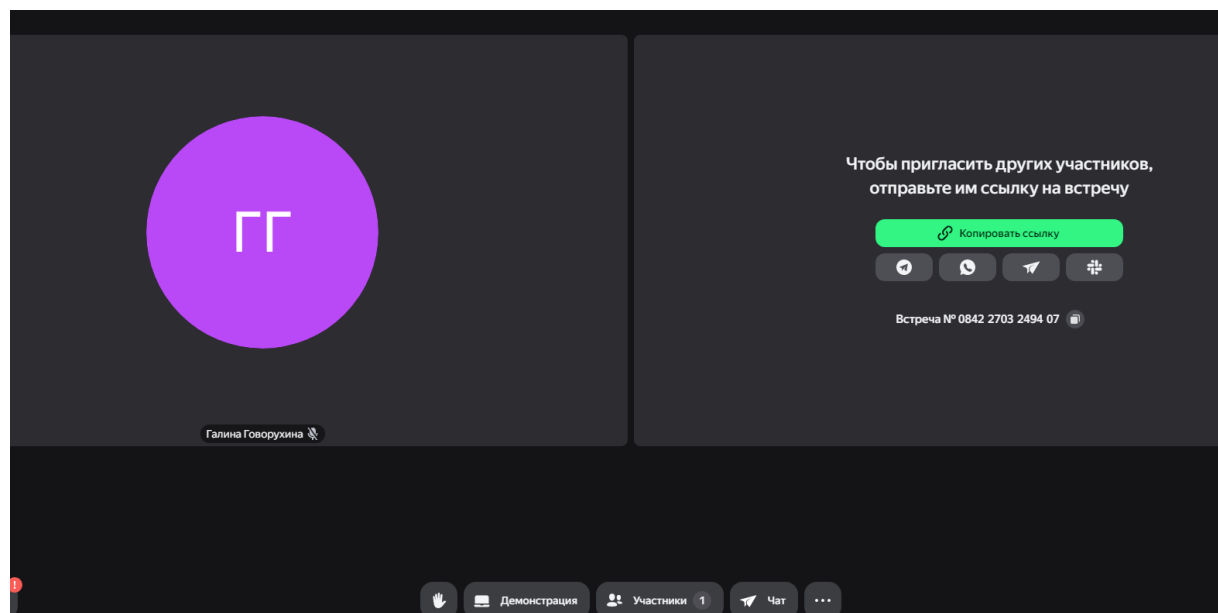 ГГ
Галина Говорухина
Чтобы пригласить других участников,
отправьте им ссылку на встречу
Копировать ссылку
Встреча № 0842 2703 2494 07
!
Демонстрация
Участники 1
Чат